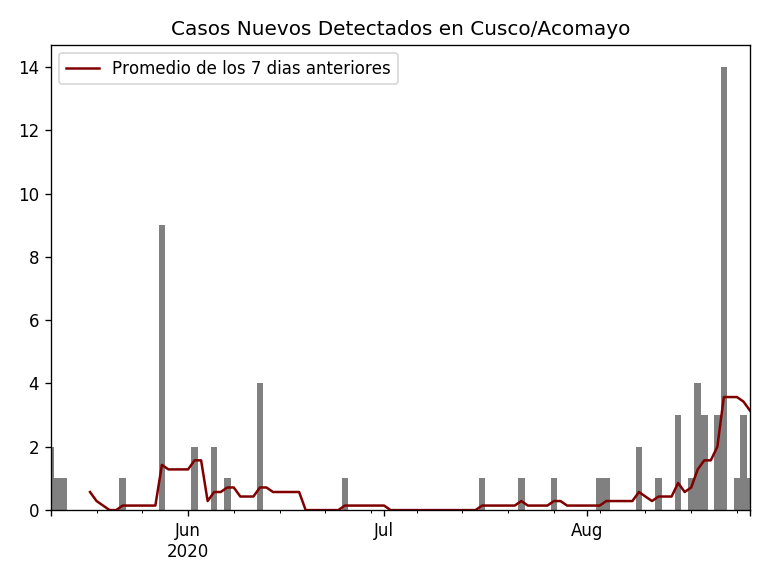 Casos Nuevos Detectados en Cusco/Acomayo
Promedio de los 7 dias anteriores
14
12
10
8
6
4
2
0
Jun
2020
Jul
Aug